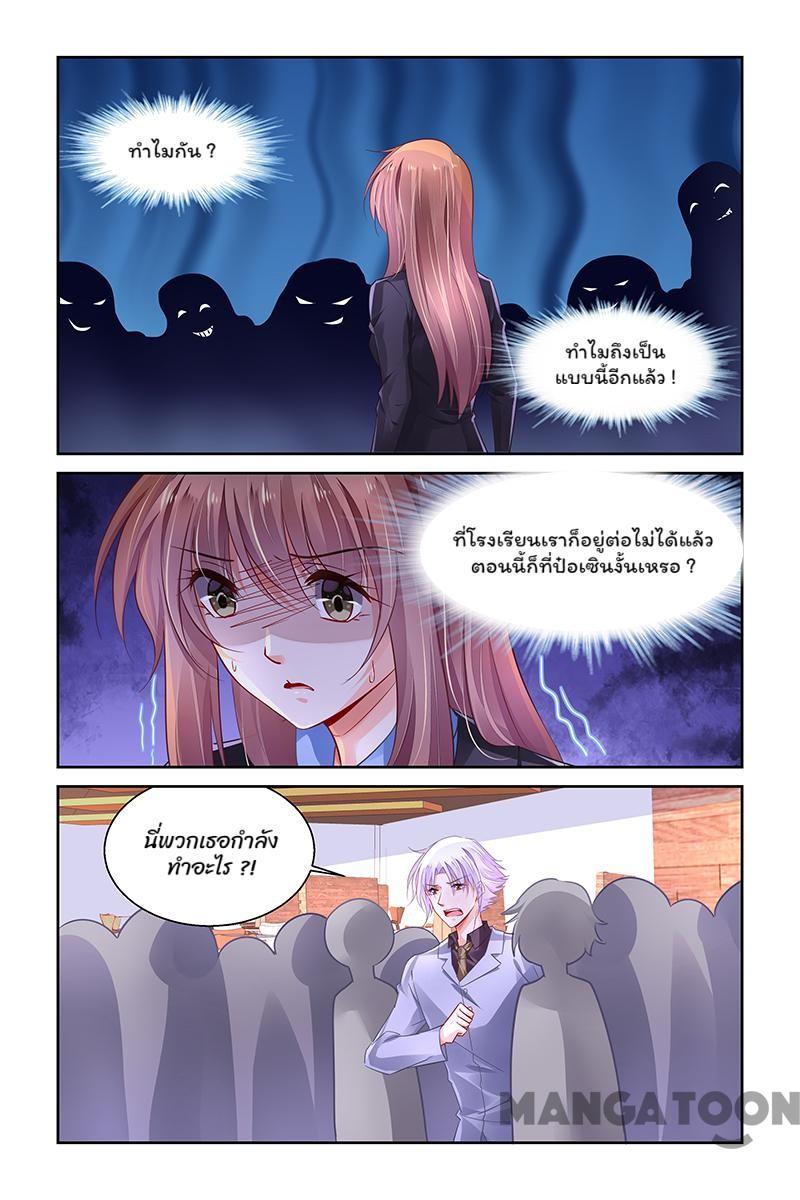 ทำไมกัน ?
ทำไมถึงเป็น
แบบนี้อีกแล้ว !
ที่โรงเรียนเราก็อยู่ต่อไม่ได้แล้ว
ตอนนี้ก็ที่ป๋อเซินงั้นเหรอ ?
นี่พวกเธอกำลัง
ทำอะไร ?!
MANGATOON